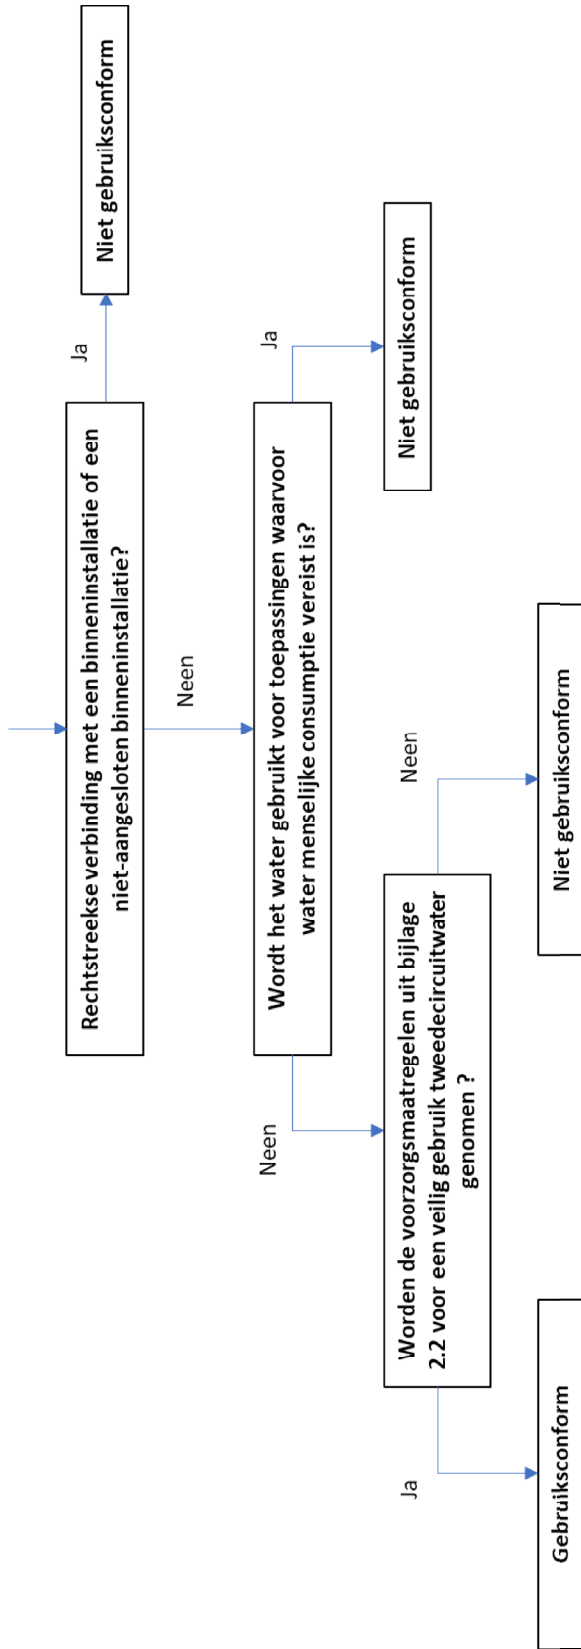 Rechtstreekse verbinding met een binneninstallatie of een
niet-aangesloten binneninstallatie?
Ja
Niet gebruiksconform
Neen
Wordt het water gebruikt voor toepassingen waarvoor
water menselijke consumptie vereist is?
Ja
Niet gebruiksconform
Neen
Worden de voorzorgsmaatregelen uit bijlage
2.2 voor een veilig gebruik tweedecircuitwater
genomen ?
Neen
Niet gebruiksconform
Ja
Gebruiksconform